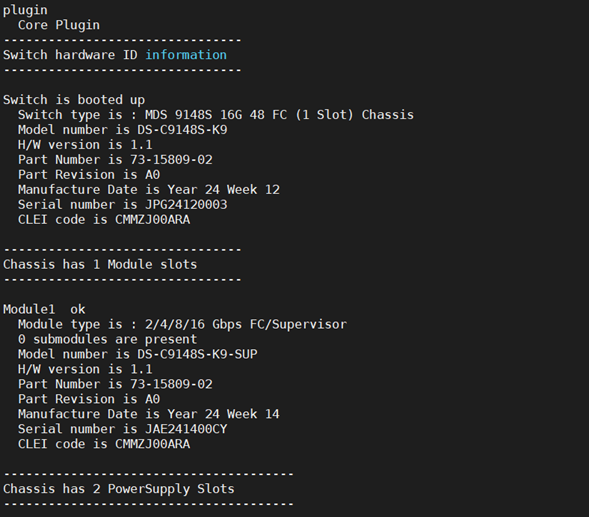 plugin
Core Plugin
--------------------------------
Switch hardware ID information
--------------------------------
Switch is booted up
Switch type is : MDS 9148S 16G 48 FC (1 Slot) Chassis
Model number is DS-C9148S-K9
H/W version is 1.1
Part Number is 73-15809-02
Part Revision is A0
Manufacture Date is Year 24 Week 12
Serial number is JPG24120003
CLEI code is CMMZJ00ARA
--------------------------------
Chassis has 1 Module slots
--------------------------------
Module1  ok
Module type is : 2/4/8/16 Gbps FC/Supervisor
0 submodules are present
Model number is DS-C9148S-K9-SUP
H/W version is 1.1
Part Number is 73-15809-02
Part Revision is A0
Manufacture Date is Year 24 Week 14
Serial number is JAE241400CY
CLEI code is CMMZJ00ARA
---------------------------------------
Chassis has 2 PowerSupply Slots
---------------------------------------